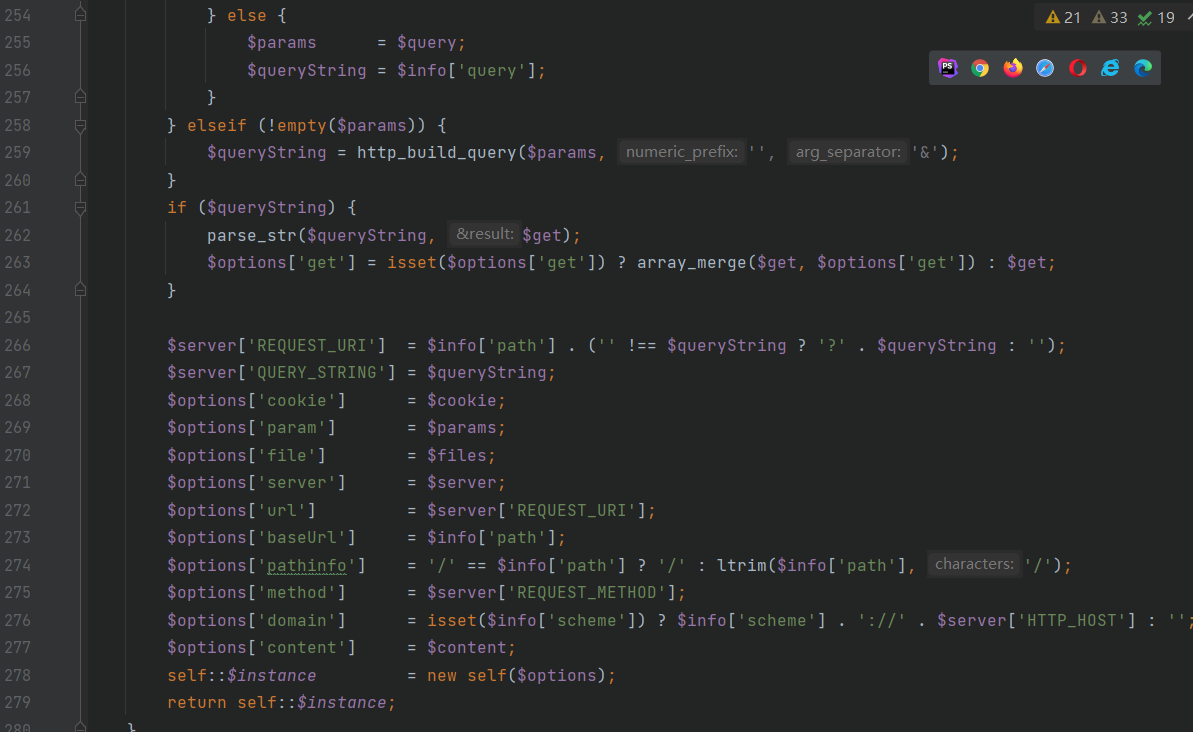 21 33 19
254 } else {
255 $params      = $query;
256 $queryString = $info['query'];
257 }
258 } elseif (!empty($params)) {
259 $queryString = http_build_query($params, numeric_prefix: '', arg_separator: '&');
260 }
261 if ($queryString) {
262 parse_str($queryString, &result: $get);
263 $options['get'] = isset($options['get']) ? array_merge($get, $options['get']) : $get;
264 }
265
266 $server['REQUEST_URI']  = $info['path'] . ('' !== $queryString ? '?' . $queryString : '');
267 $server['QUERY_STRING'] = $queryString;
268 $options['cookie']      = $cookie;
269 $options['param']       = $params;
270 $options['file']        = $files;
271 $options['server']      = $server;
272 $options['url']         = $server['REQUEST_URI'];
273 $options['baseUrl']     = $info['path'];
274 $options['pathinfo']    = '/' == $info['path'] ? '/' : ltrim($info['path'], characters: '/');
275 $options['method']      = $server['REQUEST_METHOD'];
276 $options['domain']      = isset($info['scheme']) ? $info['scheme'] . '://' . $server['HTTP_HOST'] : '';
277 $options['content']     = $content;
278 self::$instance         = new self($options);
279 return self::$instance;
280 }